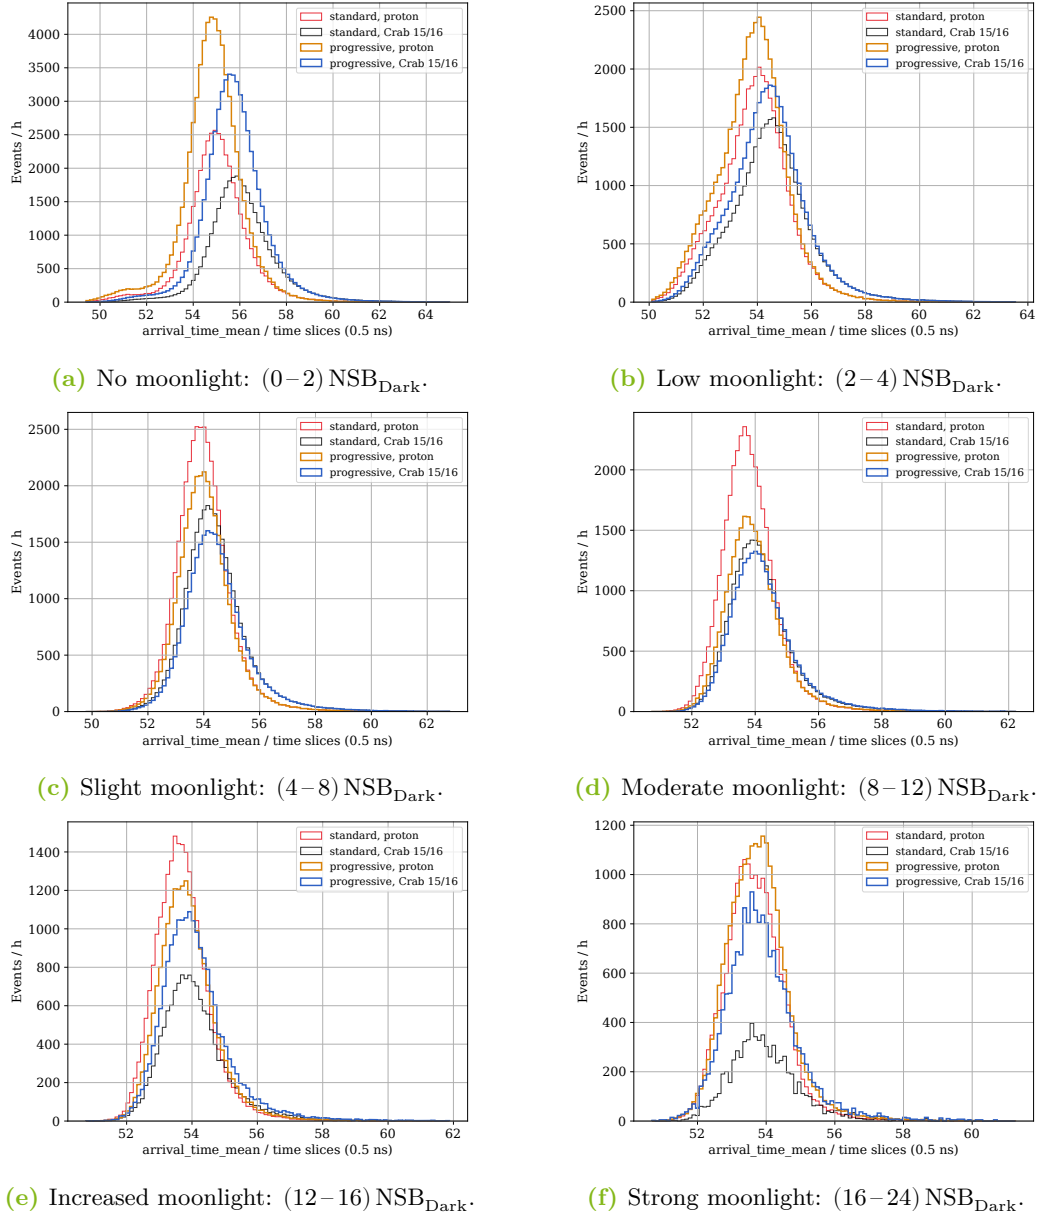 standard, proton
standard, Crab 15/16
progressive, proton
progressive, Crab 15/16
Events / h
4000
3500
3000
2500
2000
1500
1000
500
0
50 52 54 56 58 60 62 64
arrival_time_mean / time slices (0.5 ns)
(a) No moonlight: (0–2) NSB_Dark.
standard, proton
standard, Crab 15/16
progressive, proton
progressive, Crab 15/16
Events / h
2500
2000
1500
1000
500
0
50 52 54 56 58 60 62 64
arrival_time_mean / time slices (0.5 ns)
(b) Low moonlight: (2–4) NSB_Dark.
standard, proton
standard, Crab 15/16
progressive, proton
progressive, Crab 15/16
Events / h
2500
2000
1500
1000
500
0
50 52 54 56 58 60 62
arrival_time_mean / time slices (0.5 ns)
(c) Slight moonlight: (4–8) NSB_Dark.
standard, proton
standard, Crab 15/16
progressive, proton
progressive, Crab 15/16
Events / h
2000
1500
1000
500
0
52 54 56 58 60 62
arrival_time_mean / time slices (0.5 ns)
(d) Moderate moonlight: (8–12) NSB_Dark.
standard, proton
standard, Crab 15/16
progressive, proton
progressive, Crab 15/16
Events / h
1400
1200
1000
800
600
400
200
0
52 54 56 58 60 62
arrival_time_mean / time slices (0.5 ns)
(e) Increased moonlight: (12–16) NSB_Dark.
standard, proton
standard, Crab 15/16
progressive, proton
progressive, Crab 15/16
Events / h
1200
1000
800
600
400
200
0
52 54 56 58 60
arrival_time_mean / time slices (0.5 ns)
(f) Strong moonlight: (16–24) NSB_Dark.